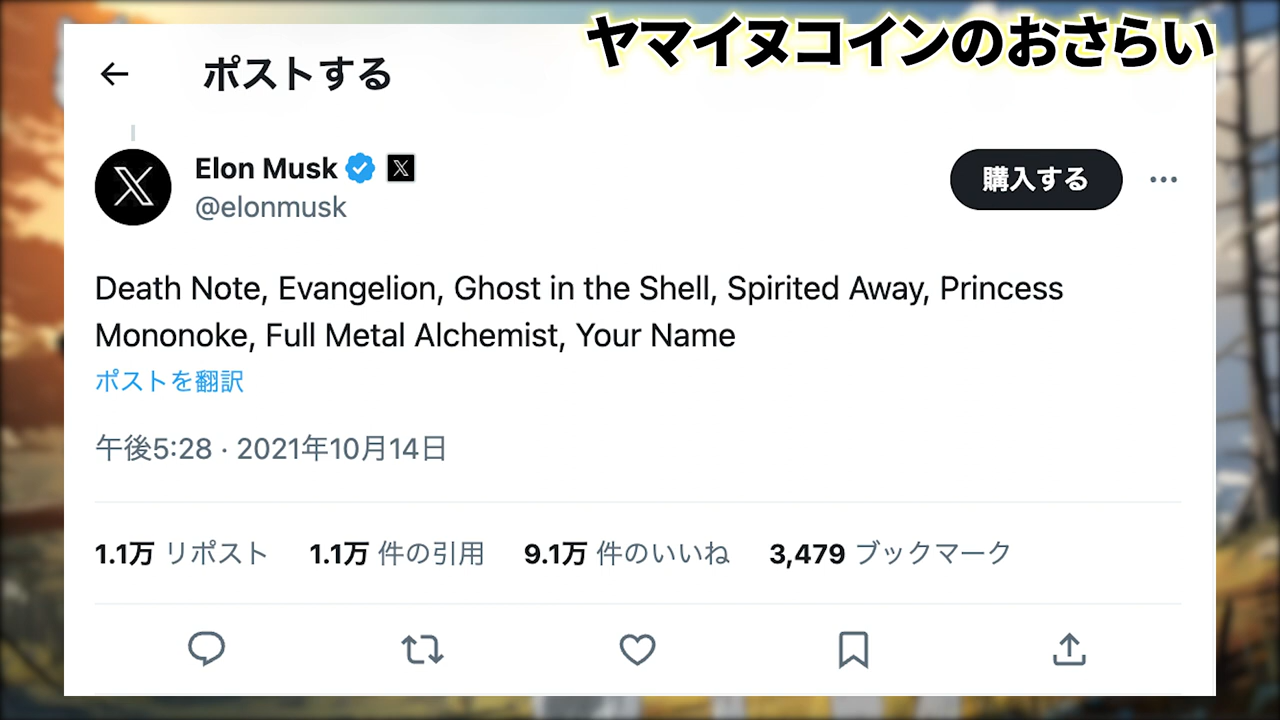 ヤマイヌコインのおさらい
ポストする
Elon Musk
@elonmusk
購入する
Death Note, Evangelion, Ghost in the Shell, Spirited Away, Princess
Mononoke, Full Metal Alchemist, Your Name
ポストを翻訳
午後5:28 · 2021年10月14日
1.1万 リポスト 1.1万 件の引用 9.1万 件のいいね 3,479 ブックマーク